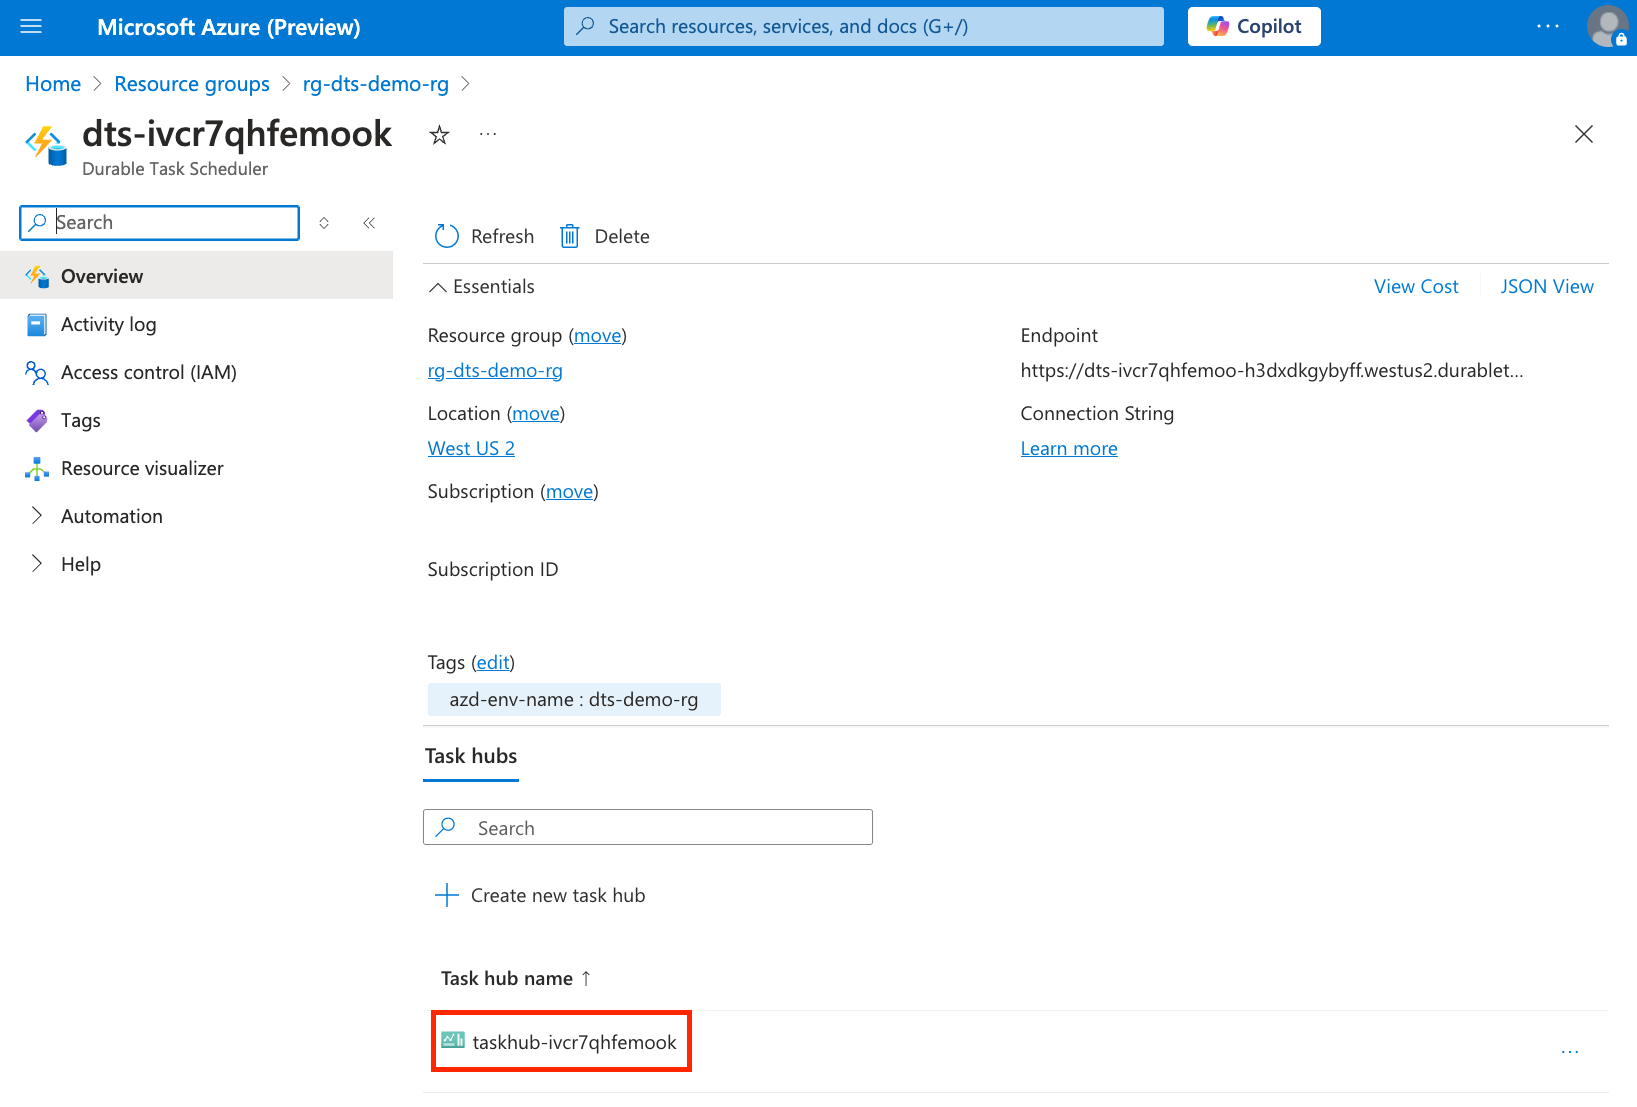 Microsoft Azure (Preview)
Search resources, services, and docs (G+/)
Copilot
Home > Resource groups > rg-dts-demo-rg >
dts-ivcr7qhfemook
Durable Task Scheduler
Search
Overview
Activity log
Access control (IAM)
Tags
Resource visualizer
Automation
Help
Refresh
Delete
Essentials
View Cost
JSON View
Resource group (move)
rg-dts-demo-rg
Location (move)
West US 2
Subscription (move)
Subscription ID
Endpoint
https://dts-ivcr7qhfemoo-h3dxdkgybyff.westus2.durablet...
Connection String
Learn more
Tags (edit)
azd-env-name : dts-demo-rg
Task hubs
Search
Create new task hub
Task hub name ↑
taskhub-ivcr7qhfemook